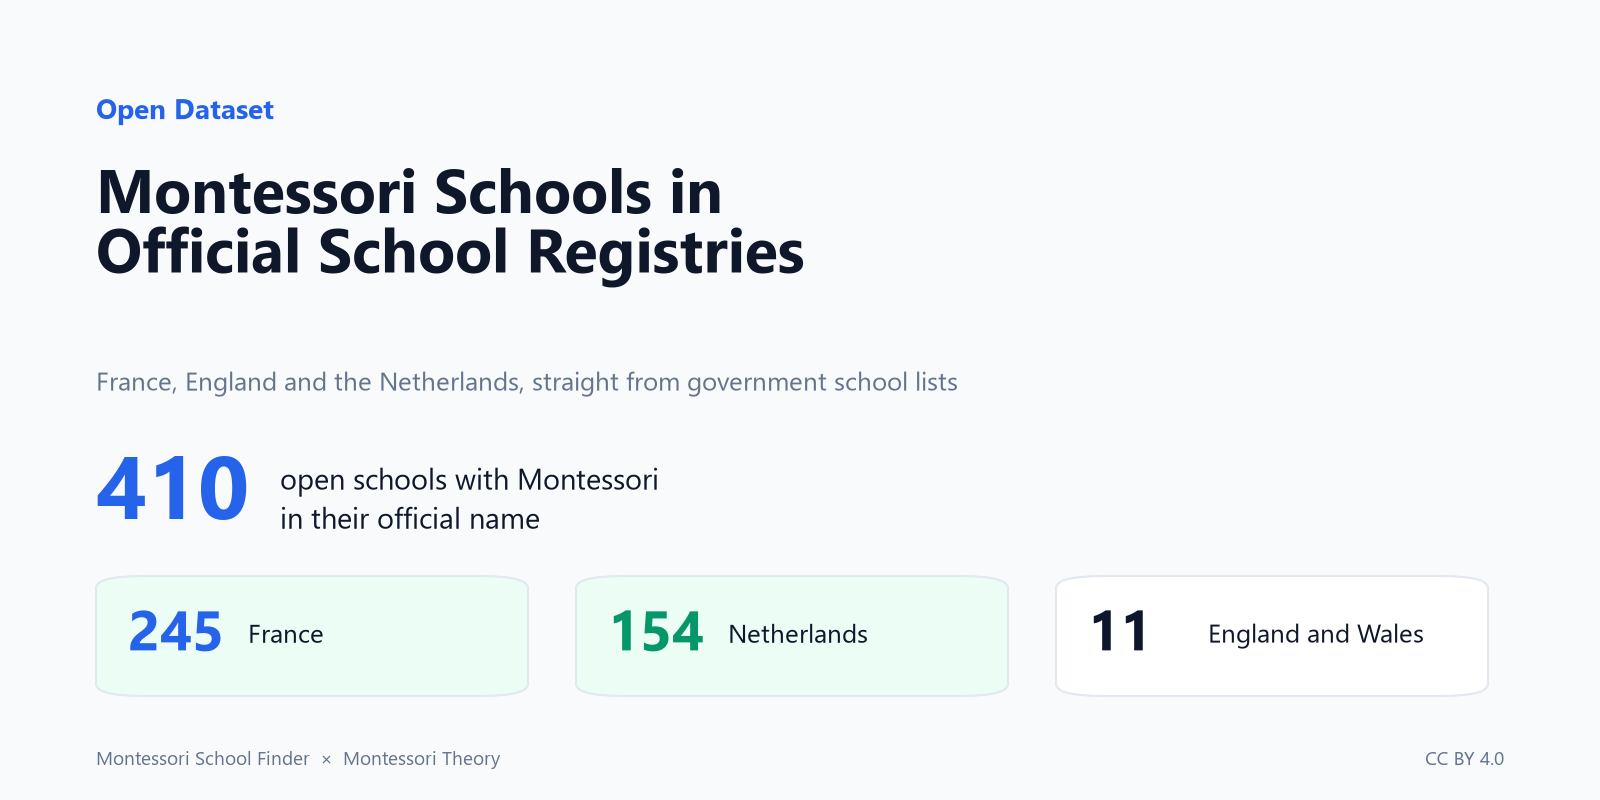 Open Dataset
Montessori Schools in
Official School Registries
France, England and the Netherlands, straight from government school lists
410
open schools with Montessori
in their official name
245 France
154 Netherlands
11 England and Wales
Montessori School Finder × Montessori Theory
CC BY 4.0